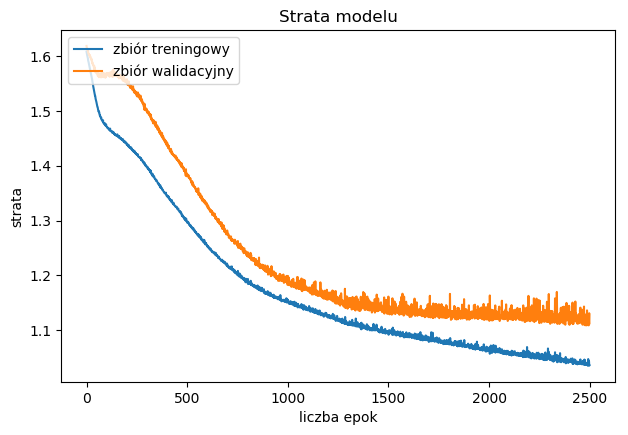 Strata modelu
zbiór treningowy
zbiór walidacyjny
strata
1.6
1.5
1.4
1.3
1.2
1.1
0 500 1000 1500 2000 2500
liczba epok